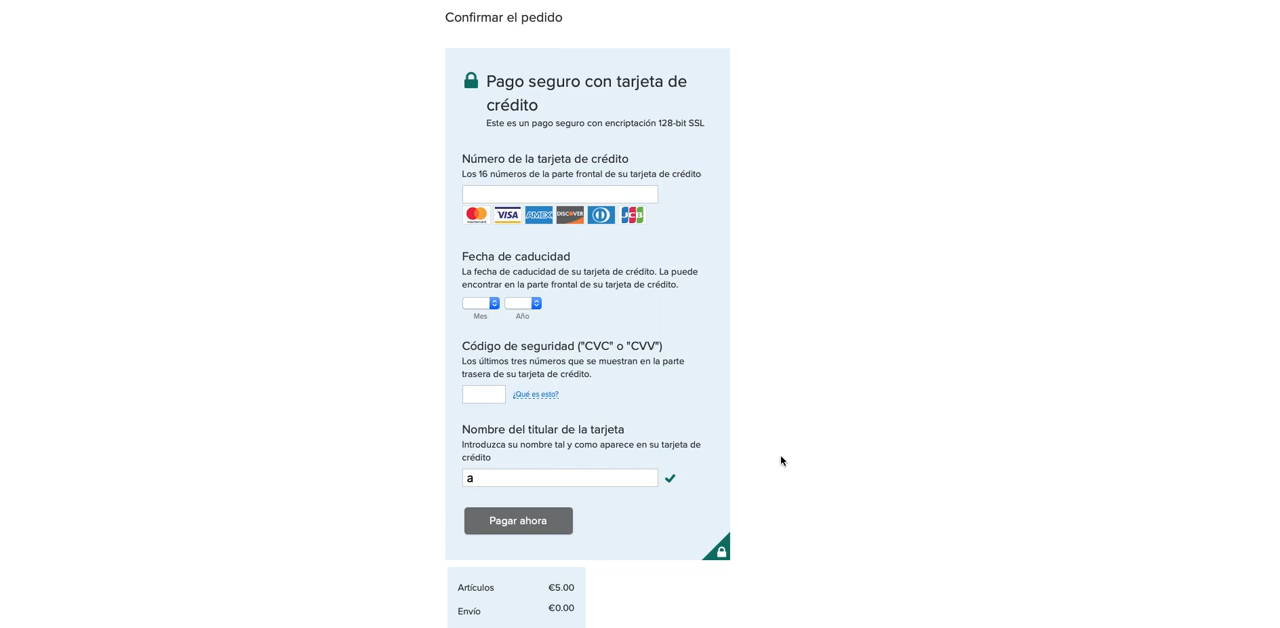 Confirmar el pedido
Pago seguro con tarjeta de
crédito
Este es un pago seguro con encriptación 128-bit SSL
Número de la tarjeta de crédito
Los 16 números de la parte frontal de su tarjeta de crédito
mastercard VISA AMEX DISCOVER JCB
Fecha de caducidad
La fecha de caducidad de su tarjeta de crédito. La puede
encontrar en la parte frontal de su tarjeta de crédito.
Mes Año
Código de seguridad ("CVC" o "CVV")
Los últimos tres números que se muestran en la parte
trasera de su tarjeta de crédito.
¿Qué es esto?
Nombre del titular de la tarjeta
Introduzca su nombre tal y como aparece en su tarjeta de
crédito
a
Pagar ahora
Artículos €5.00
Envío €0.00